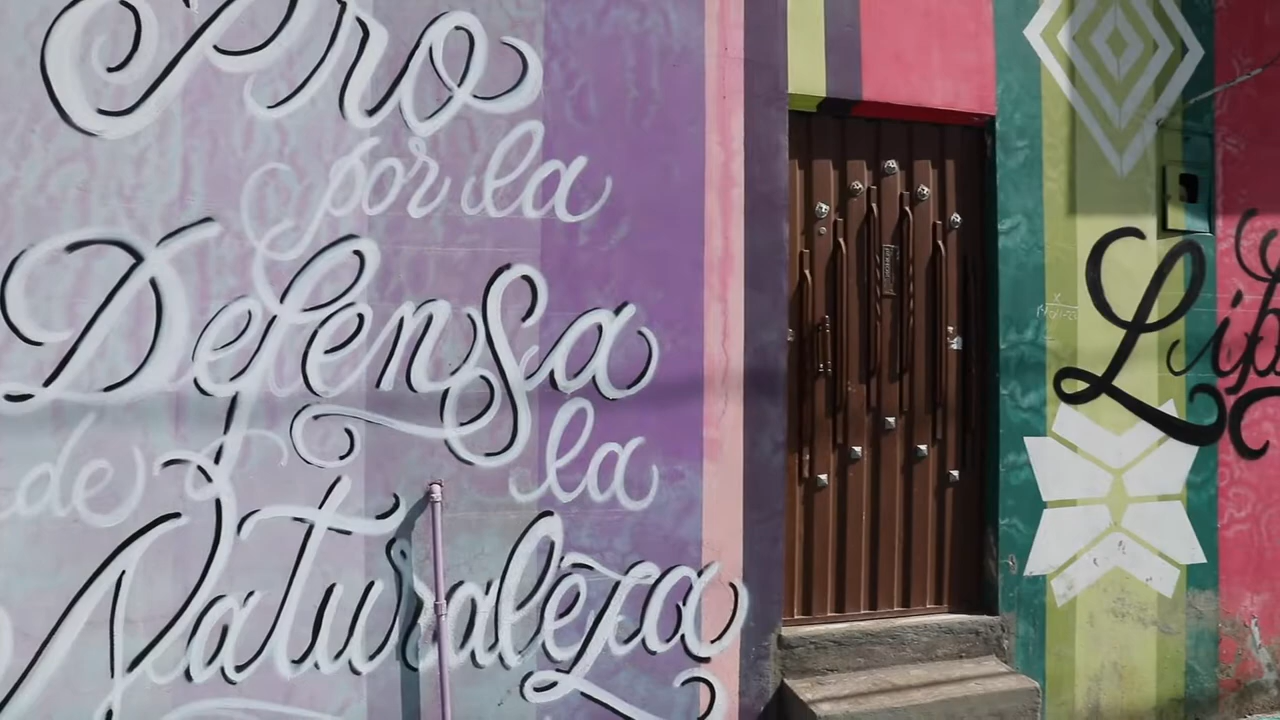 Pro
por la
Defensa
de la
Naturaleza